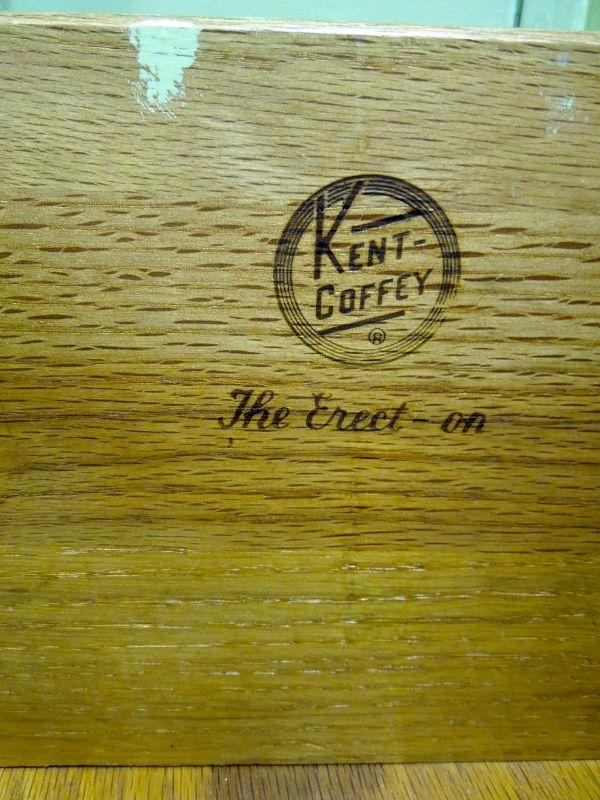 KENT-
COFFEY
®
The Erect-on